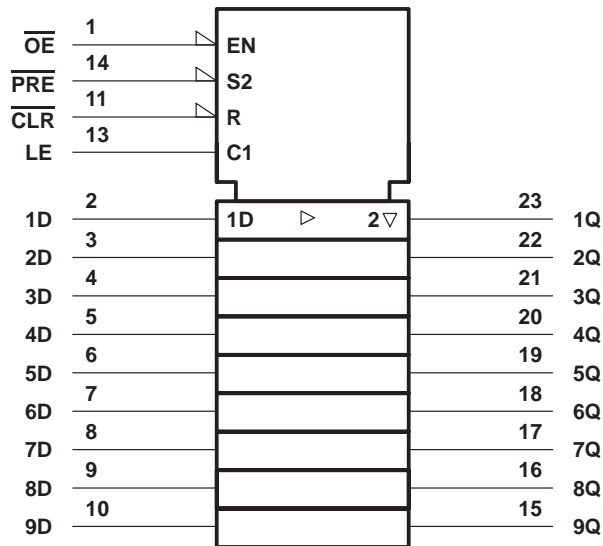 OE 1 EN
PRE 14 S2
CLR 11 R
LE 13 C1
1D 2 1D 2 23 1Q
2D 3 22 2Q
3D 4 21 3Q
4D 5 20 4Q
5D 6 19 5Q
6D 7 18 6Q
7D 8 17 7Q
8D 9 16 8Q
9D 10 15 9Q